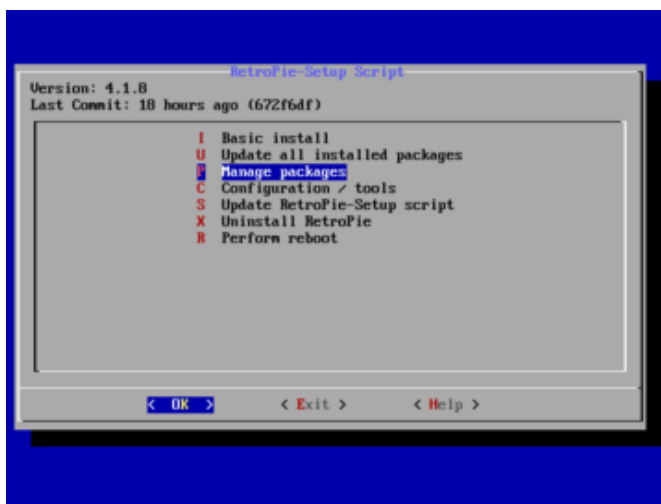 RetroPie-Setup Script
Version: 4.1.8
Last Commit: 18 hours ago (672f6df)
I Basic install
U Update all installed packages
P Manage packages
C Configuration / tools
S Update RetroPie-Setup script
X Uninstall RetroPie
R Perform reboot
< OK > < Exit > < Help >